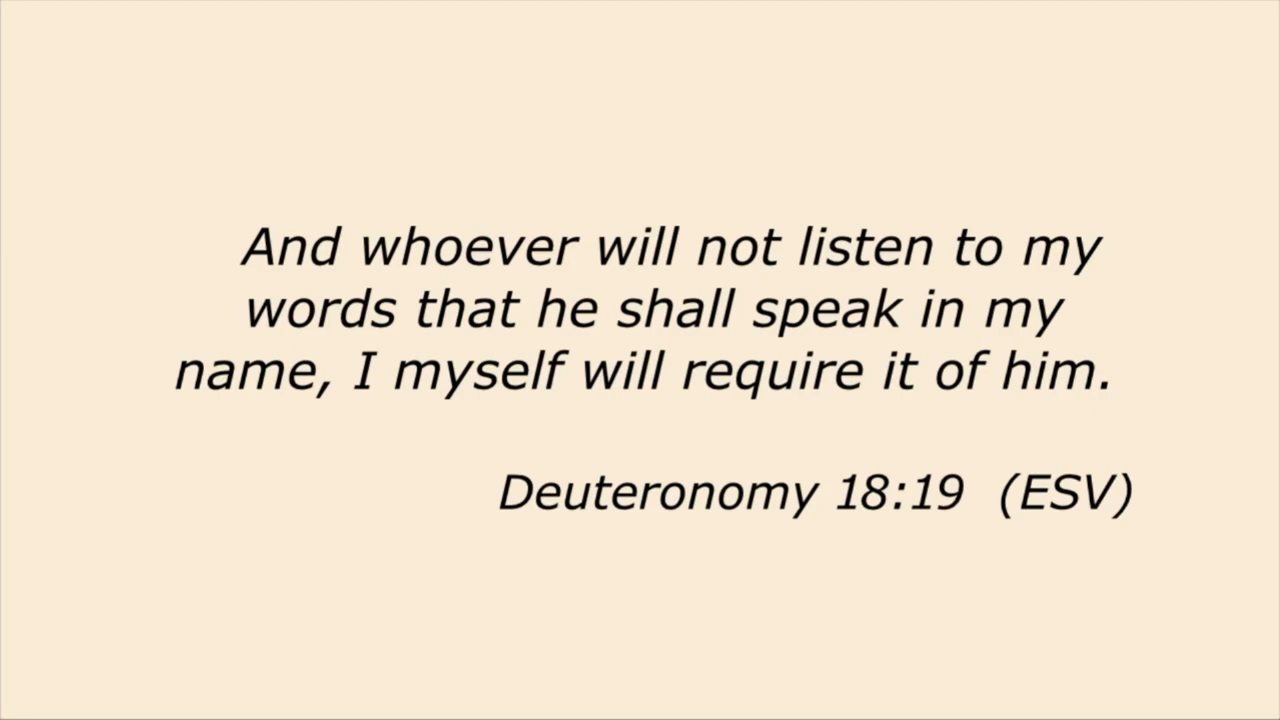 And whoever will not listen to my
words that he shall speak in my
name, I myself will require it of him.
Deuteronomy 18:19 (ESV)